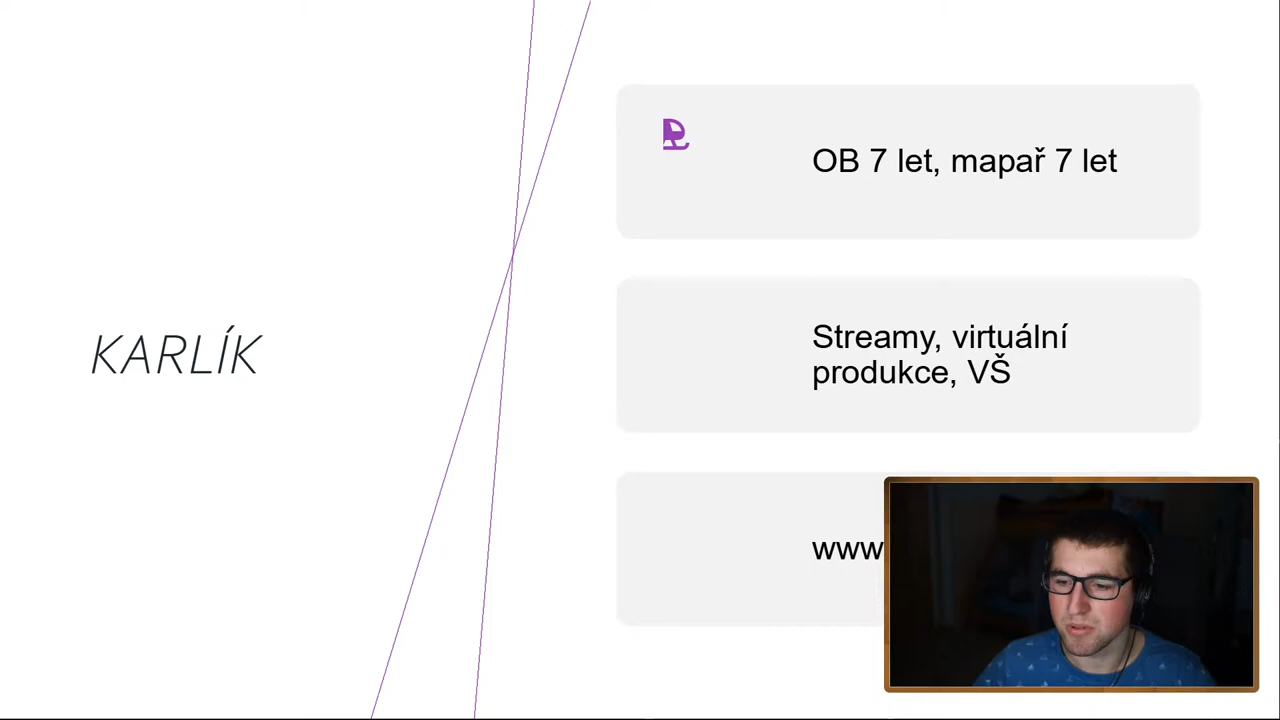 KARLÍK
OB 7 let, mapař 7 let
Streamy, virtuální
produkce, VŠ
www